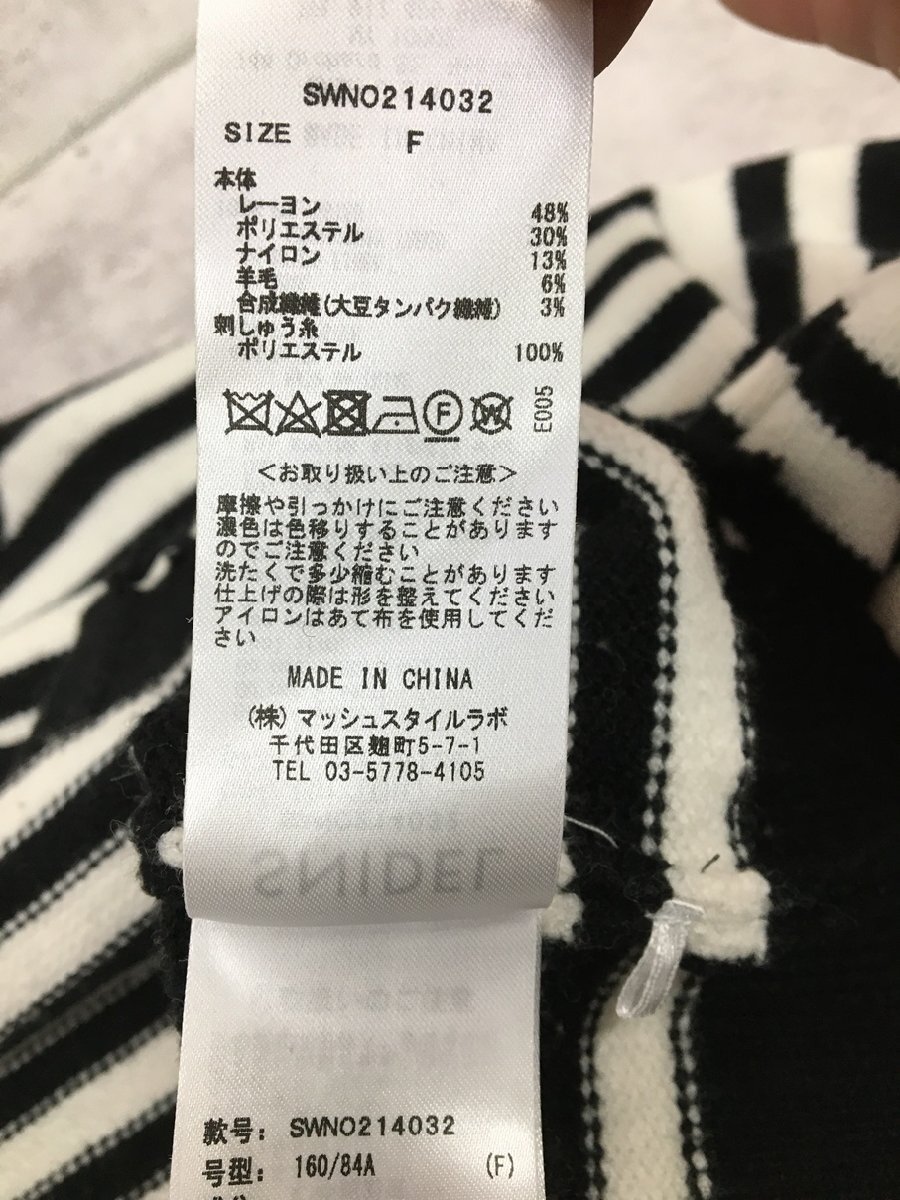 SWNO214032
SIZE F
本体
レーヨン 48%
ポリエステル 30%
ナイロン 13%
羊毛 6%
合成繊維(大豆タンパク繊維) 3%
刺しゅう糸
ポリエステル 100%
F W E005
<お取り扱い上のご注意>
摩擦や引っかけにご注意ください
濃色は色移りすることがあります
のでご注意ください
洗たくで多少縮むことがあります
仕上げの際は形を整えてください
アイロンはあて布を使用してくだ
さい
MADE IN CHINA
(株)マッシュスタイルラボ
千代田区麹町5-7-1
TEL 03-5778-4105
SNIDEL
款号: SWNO214032
号型: 160/84A (F)